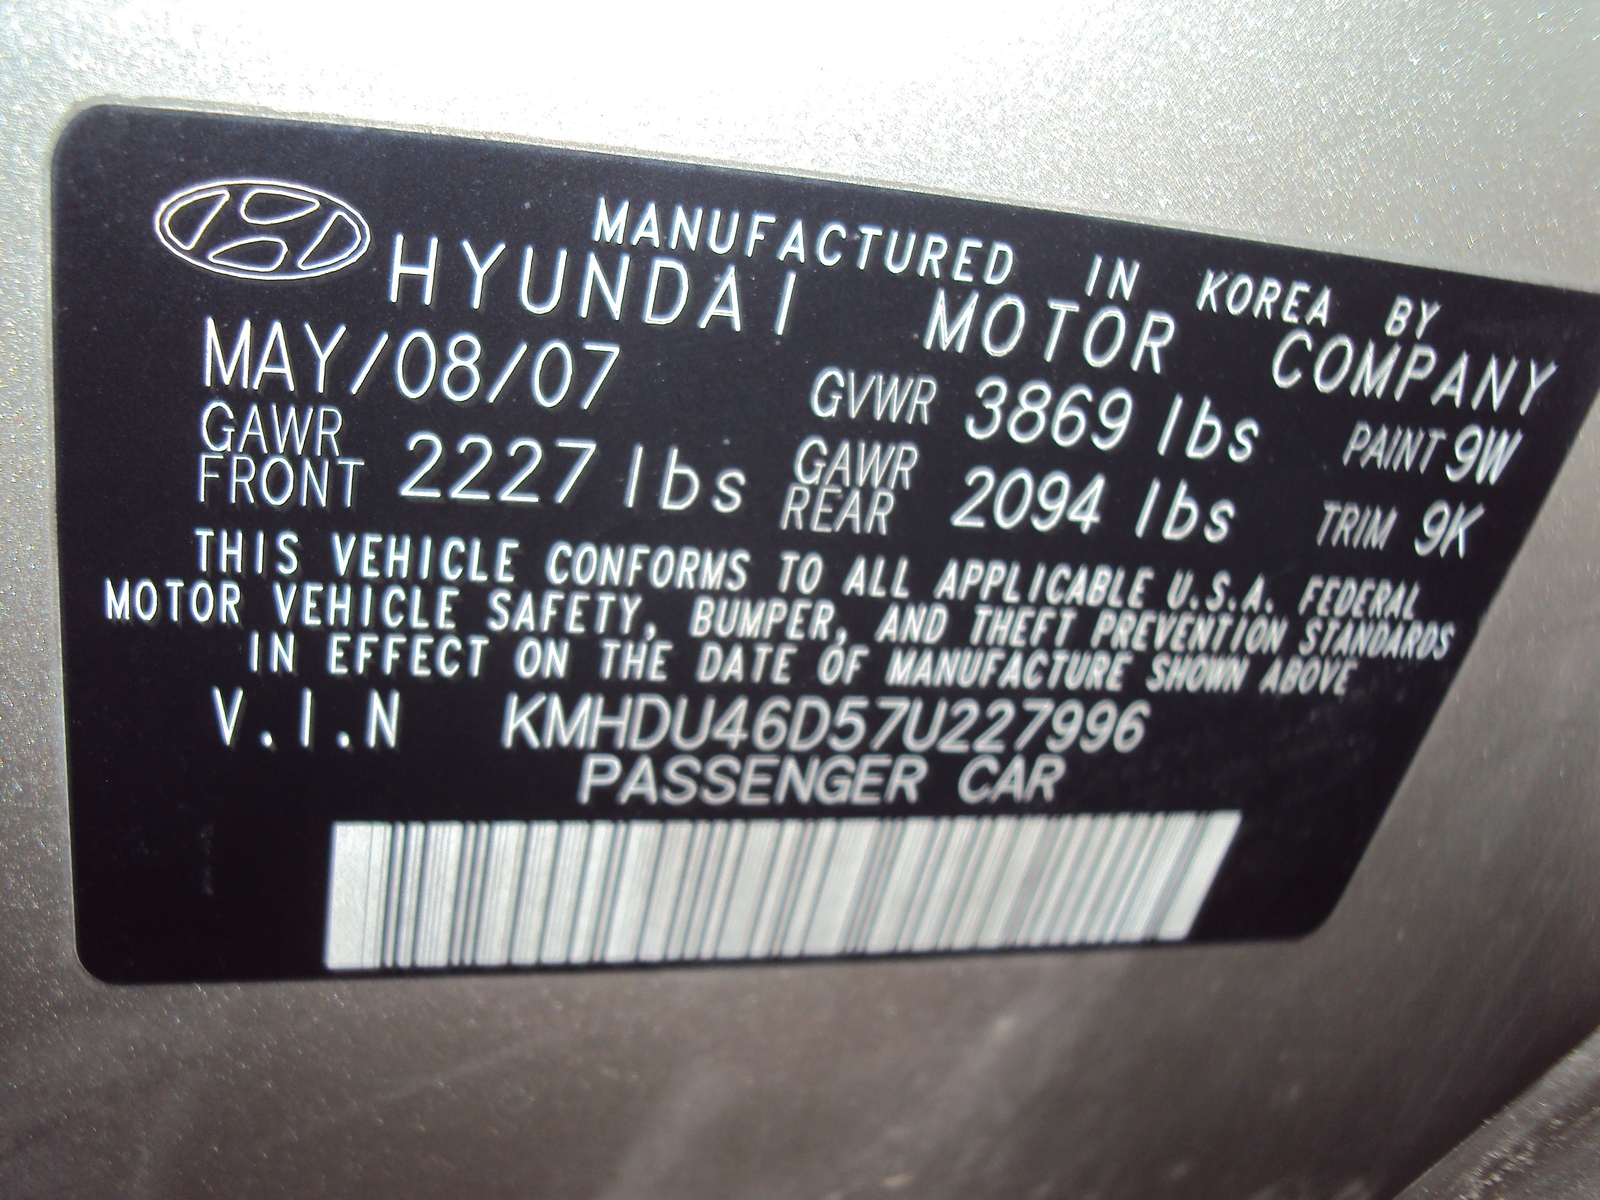 MANUFACTURED IN KOREA BY
HYUNDAI MOTOR COMPANY
MAY/08/07 GVWR 3869 lbs PAINT 9W
GAWR FRONT 2227 lbs GAWR REAR 2094 lbs TRIM 9K
THIS VEHICLE CONFORMS TO ALL APPLICABLE U.S.A. FEDERAL
MOTOR VEHICLE SAFETY, BUMPER, AND THEFT PREVENTION STANDARDS
IN EFFECT ON THE DATE OF MANUFACTURE SHOWN ABOVE
V.I.N KMHDU46D57U227996
PASSENGER CAR